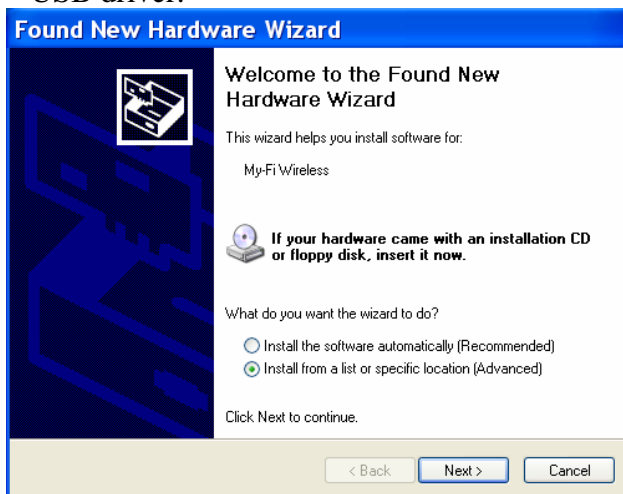 USB driver.
Found New Hardware Wizard
Welcome to the Found New
Hardware Wizard
This wizard helps you install software for:
My-Fi Wireless
If your hardware came with an installation CD
or floppy disk, insert it now.
What do you want the wizard to do?
Install the software automatically (Recommended)
Install from a list or specific location (Advanced)
Click Next to continue.
< Back Next > Cancel